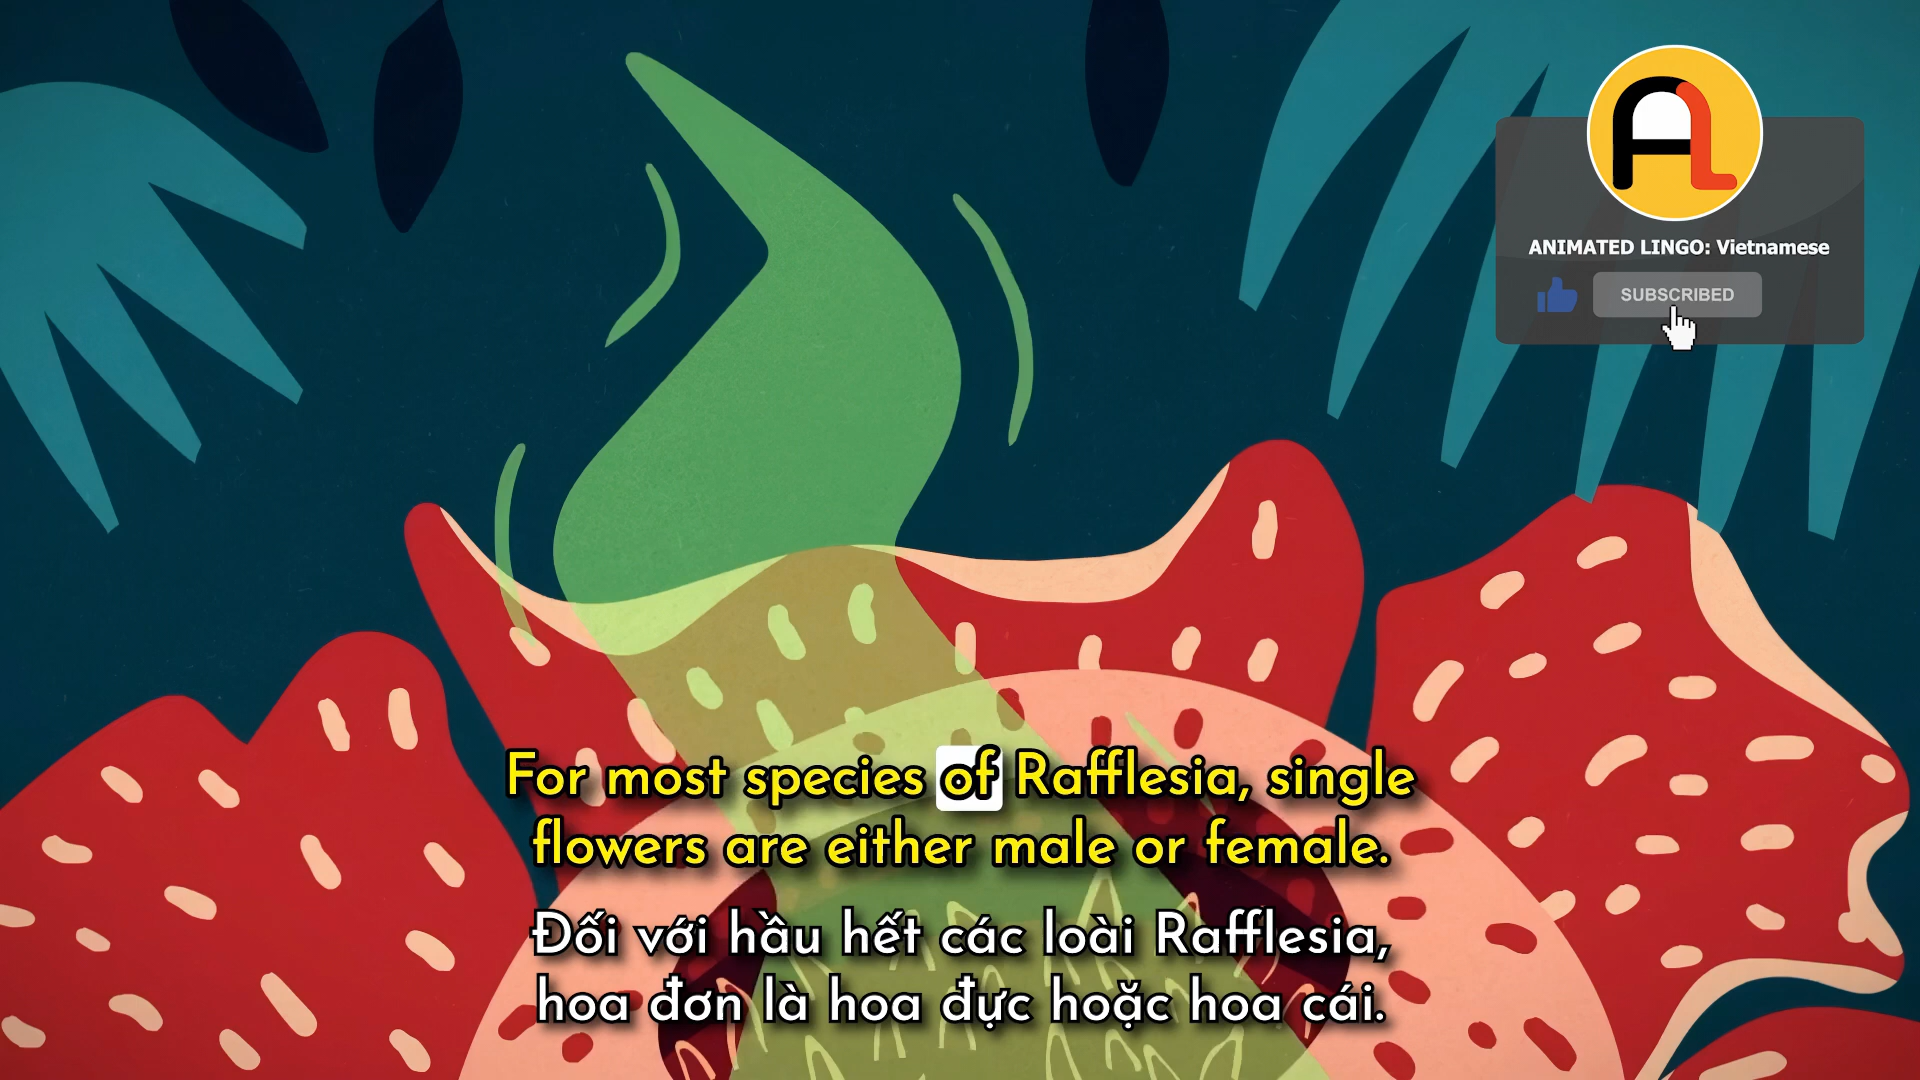 ANIMATED LINGO: Vietnamese
SUBSCRIBED
For most species of Rafflesia, single
flowers are either male or female.
Đối với hầu hết các loài Rafflesia,
hoa đơn là hoa đực hoặc hoa cái.